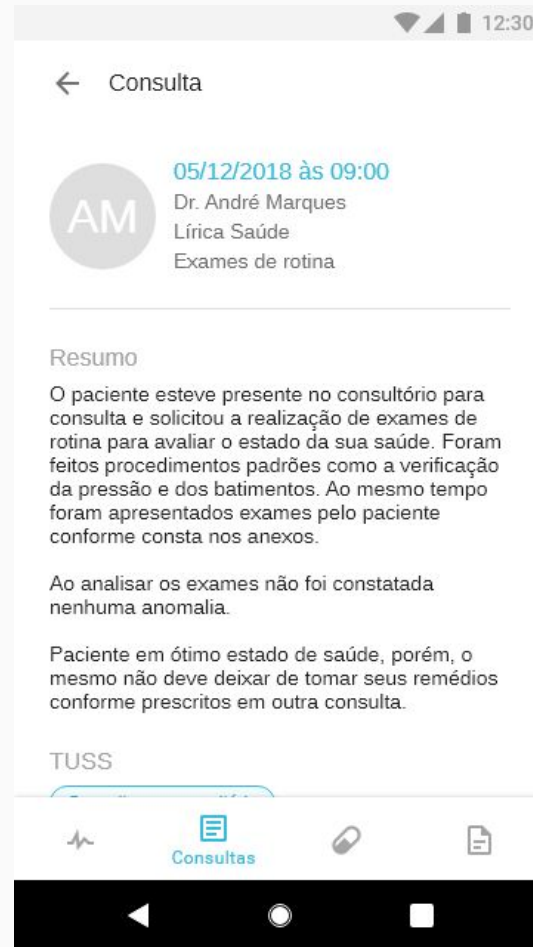 12:30
Consulta
AM
05/12/2018 às 09:00
Dr. André Marques
Lírica Saúde
Exames de rotina
Resumo
O paciente esteve presente no consultório para
consulta e solicitou a realização de exames de
rotina para avaliar o estado da sua saúde. Foram
feitos procedimentos padrões como a verificação
da pressão e dos batimentos. Ao mesmo tempo
foram apresentados exames pelo paciente
conforme consta nos anexos.
Ao analisar os exames não foi constatada
nenhuma anomalia.
Paciente em ótimo estado de saúde, porém, o
mesmo não deve deixar de tomar seus remédios
conforme prescritos em outra consulta.
TUSS
Consultas